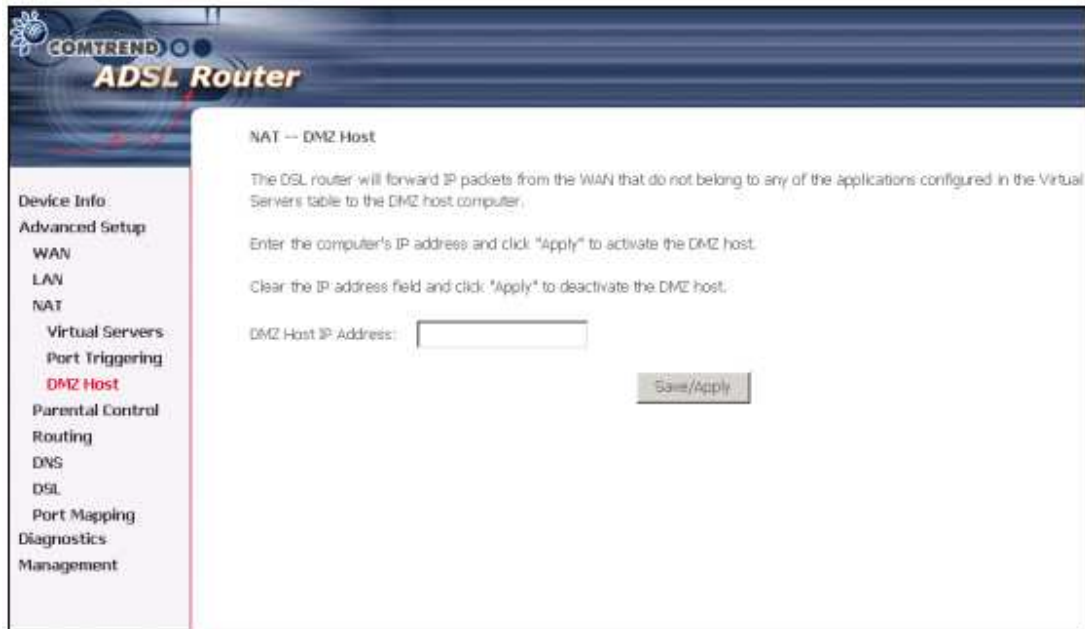 COMTREND
ADSL Router
NAT -- DMZ Host
The DSL router will forward IP packets from the WAN that do not belong to any of the applications configured in the Virtual
Servers table to the DMZ host computer.
Enter the computer's IP address and click "Apply" to activate the DMZ host.
Clear the IP address field and click "Apply" to deactivate the DMZ host.
DMZ Host IP Address:
Save/Apply
Device Info
Advanced Setup
WAN
LAN
NAT
Virtual Servers
Port Triggering
DMZ Host
Parental Control
Routing
DNS
DSL
Port Mapping
Diagnostics
Management